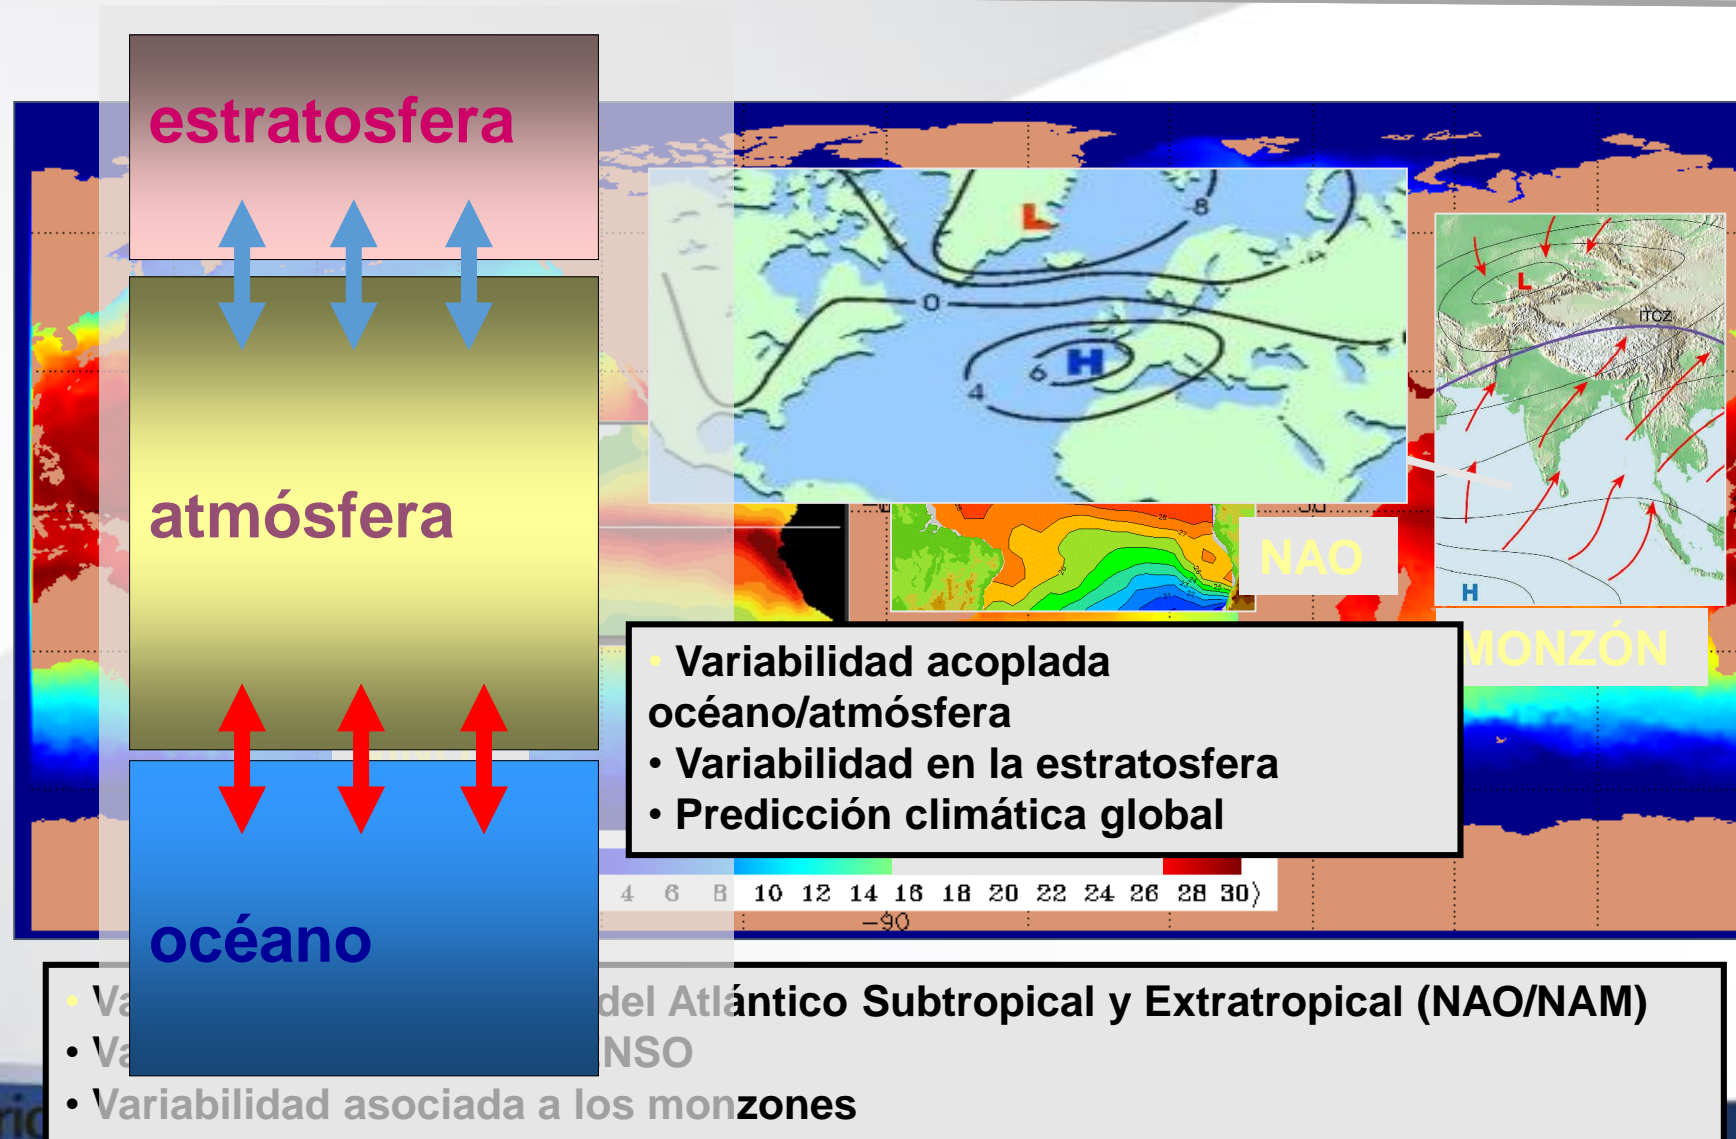 estratosfera
L
8
0
4
6
H
L
ITCZ
H
atmósfera
NAO
MONZÓN
• Variabilidad acoplada
océano/atmósfera
• Variabilidad en la estratosfera
• Predicción climática global
4 6 8 10 12 14 16 18 20 22 24 26 28 30
−90
océano
• del Atlántico Subtropical y Extratropical (NAO/NAM)
•
• Variabilidad asociada a los monzones